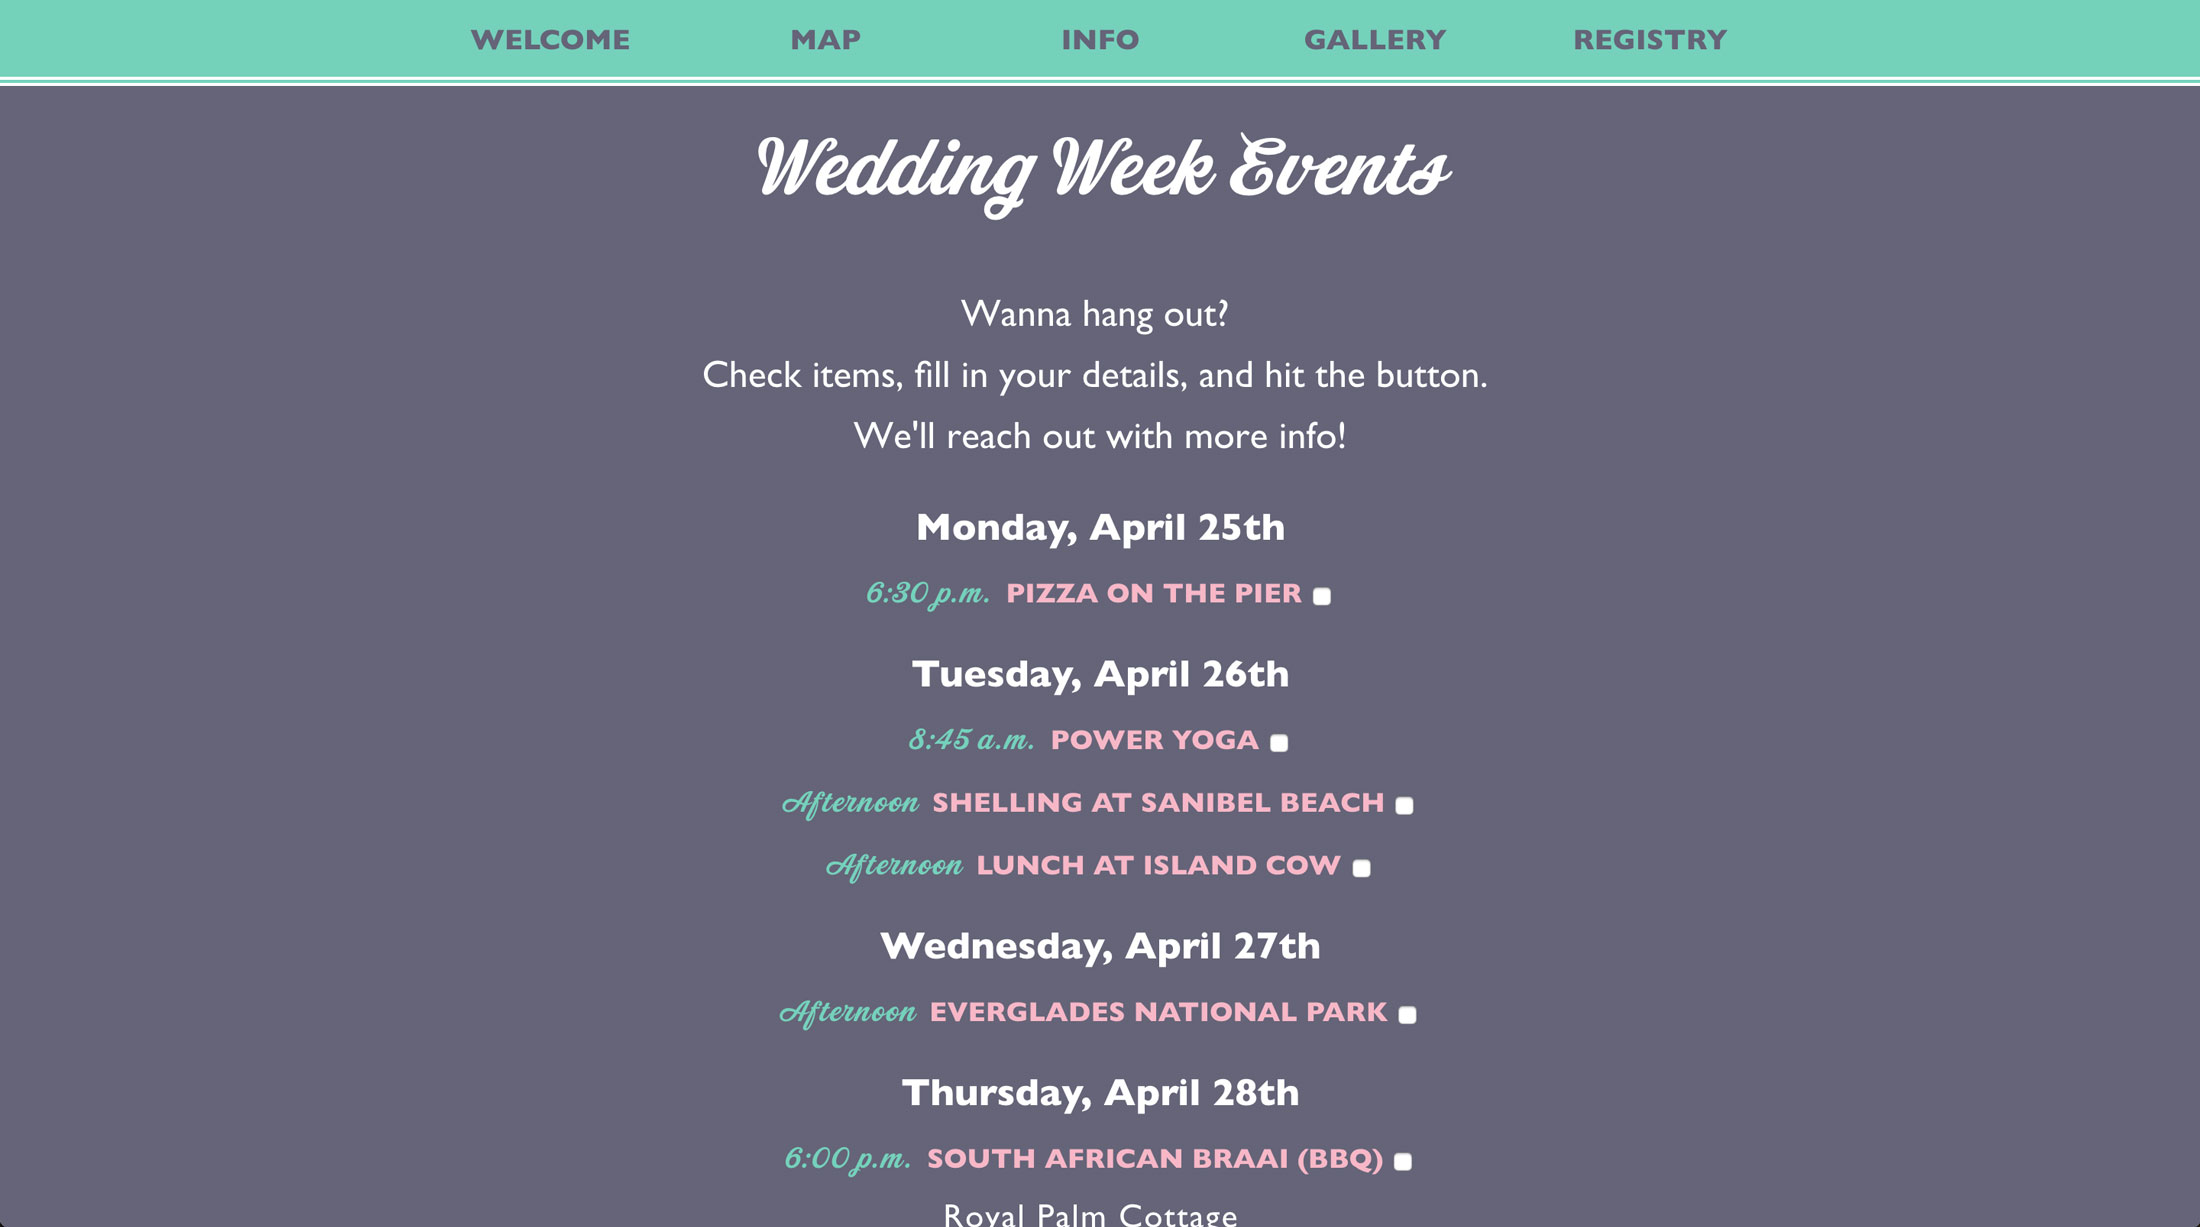 WELCOME MAP INFO GALLERY REGISTRY
Wedding Week Events
Wanna hang out?
Check items, fill in your details, and hit the button.
We'll reach out with more info!
Monday, April 25th
6:30 p.m. PIZZA ON THE PIER
Tuesday, April 26th
8:45 a.m. POWER YOGA
Afternoon SHELLING AT SANIBEL BEACH
Afternoon LUNCH AT ISLAND COW
Wednesday, April 27th
Afternoon EVERGLADES NATIONAL PARK
Thursday, April 28th
6:00 p.m. SOUTH AFRICAN BRAAI (BBQ)
Royal Palm Cottage